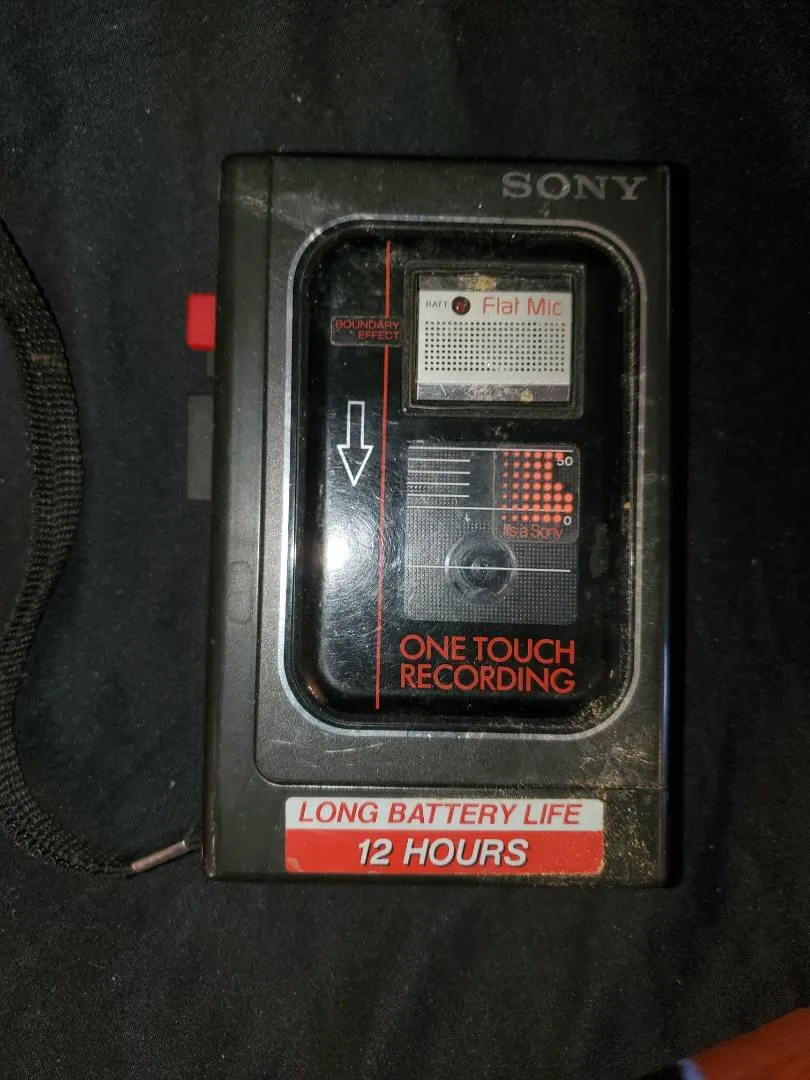 SONY
BATT Flat Mic
BOUNDARY
EFFECT
50
0
It's a Sony
ONE TOUCH
RECORDING
LONG BATTERY LIFE
12 HOURS